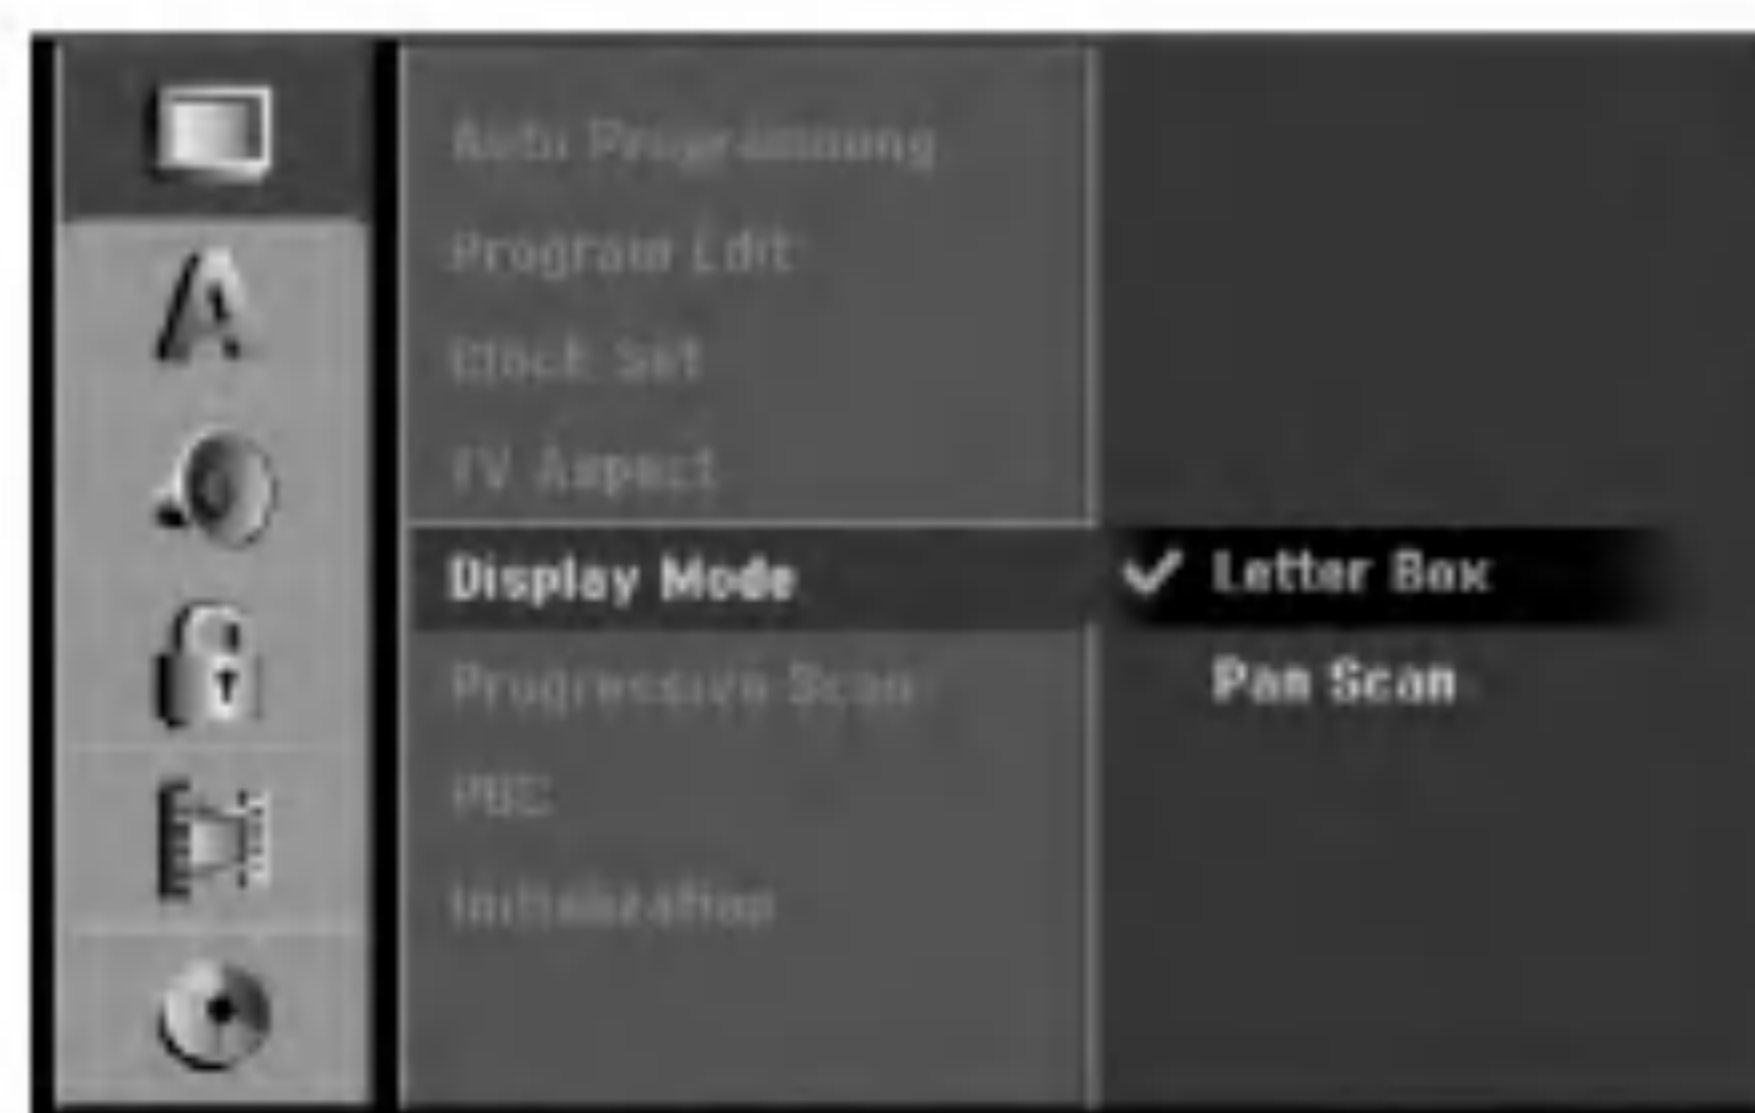 Auto Programming
Program Edit
Clock Set
TV Aspect
Display Mode
Letter Box
Pan Scan
Progressive Scan
PBC
Initialization